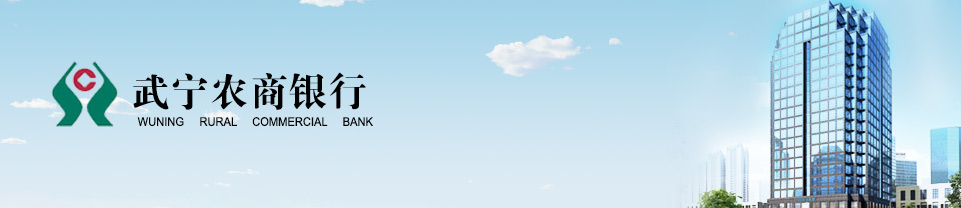 武宁农商银行
WUNING RURAL COMMERCIAL BANK